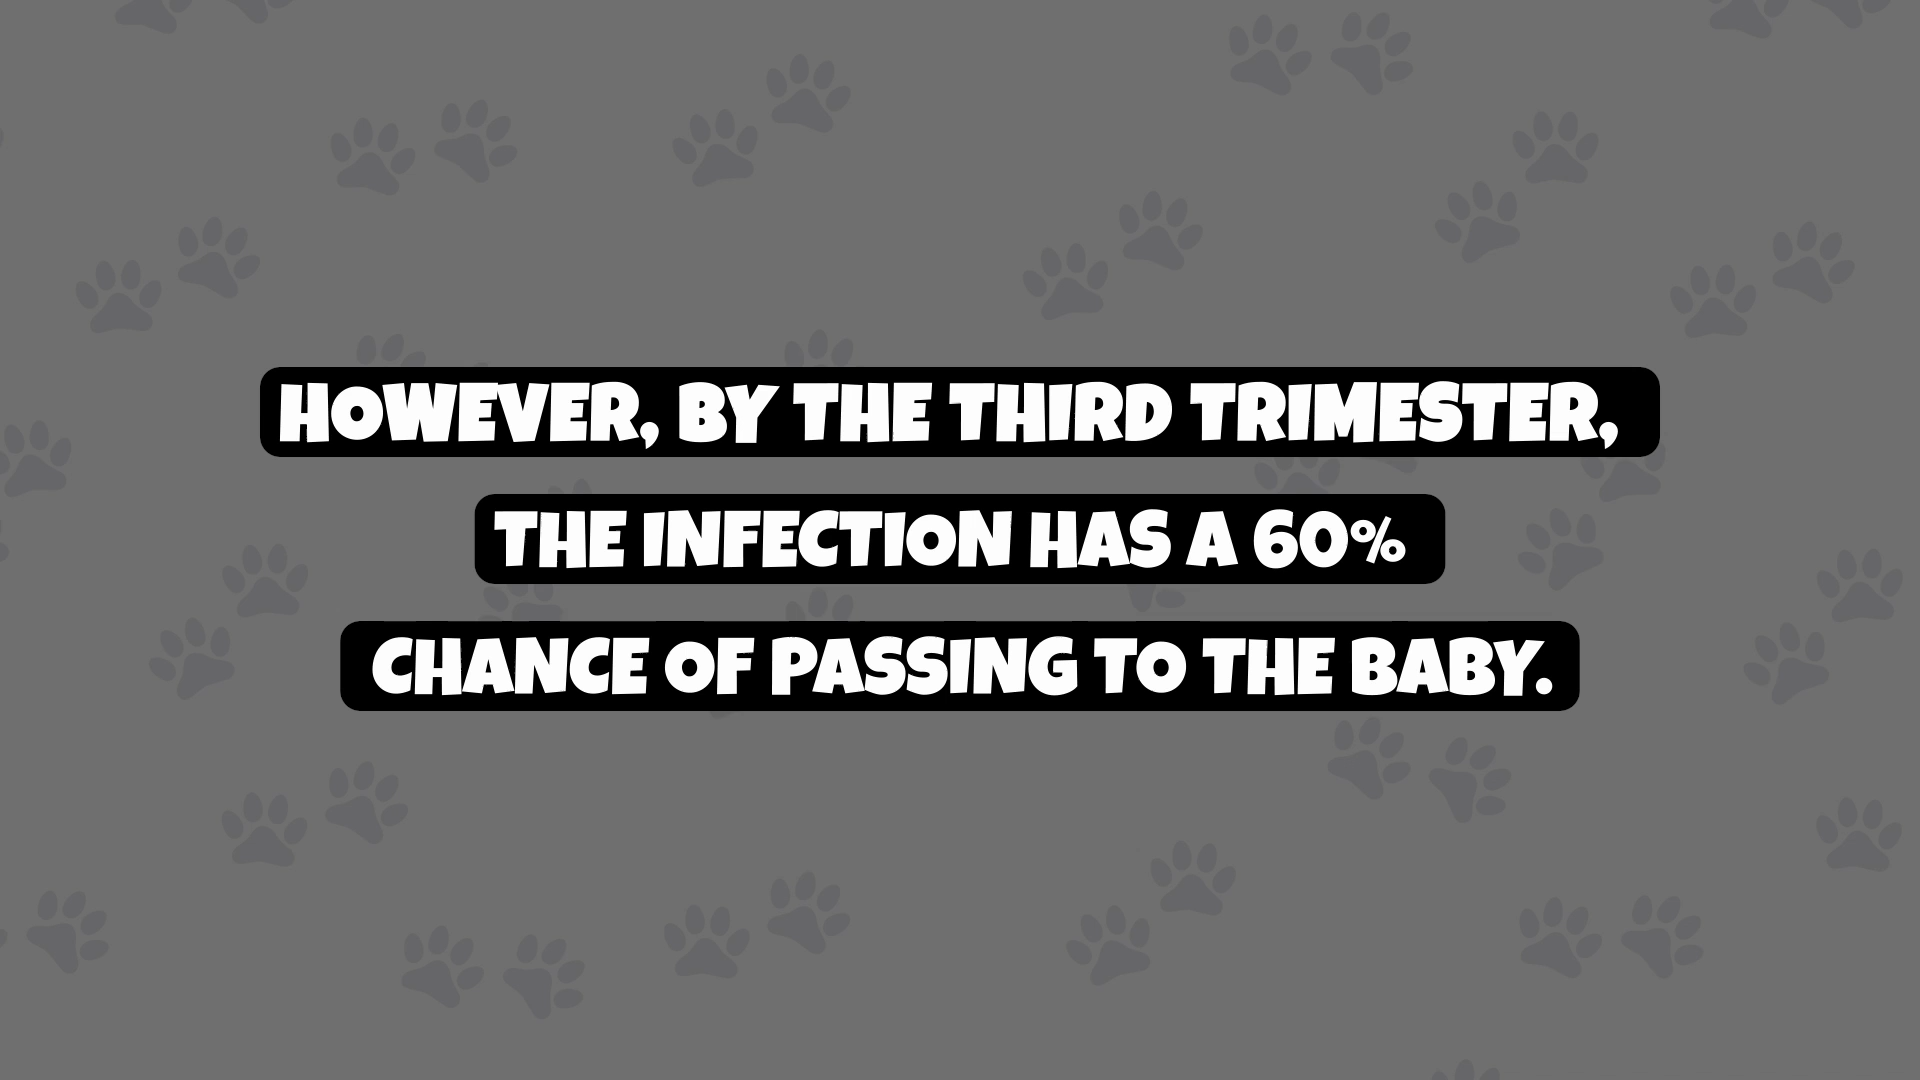 HOWEVER, BY THE THIRD TRIMESTER,
THE INFECTION HAS A 60%
CHANCE OF PASSING TO THE BABY.